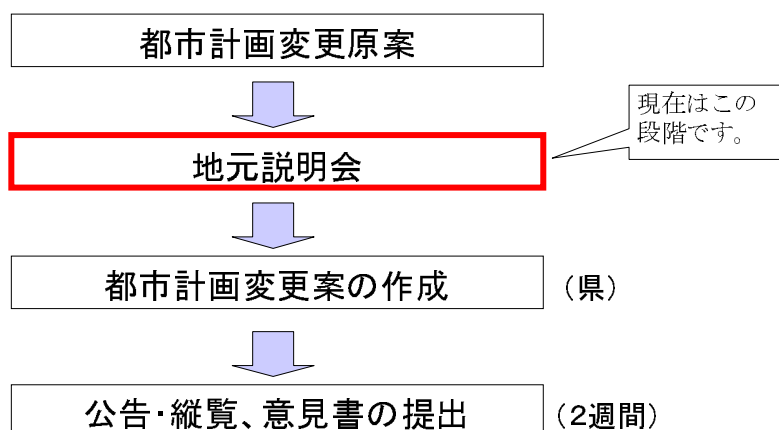 都市計画変更原案
現在はこの
段階です。
地元説明会
都市計画変更案の作成 （県）
公告・縦覧、意見書の提出 （2週間）